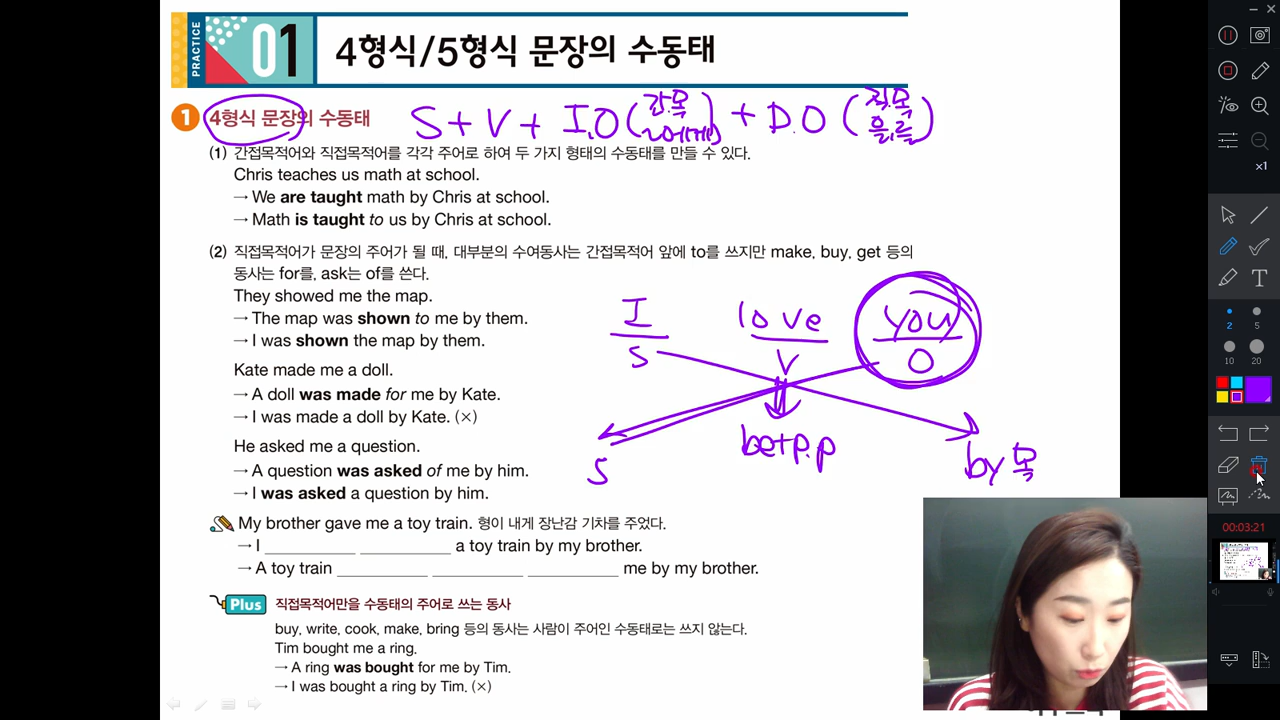 PRACTICE 01 4형식/5형식 문장의 수동태
1 4형식 문장의 수동태
S + V + I.O (간.목 ~에게) + D.O (직.목 을,를)
(1) 간접목적어와 직접목적어를 각각 주어로 하여 두 가지 형태의 수동태를 만들 수 있다.
Chris teaches us math at school.
→ We are taught math by Chris at school.
→ Math is taught to us by Chris at school.
(2) 직접목적어가 문장의 주어가 될 때, 대부분의 수여동사는 간접목적어 앞에 to를 쓰지만 make, buy, get 등의
동사는 for를, ask는 of를 쓴다.
They showed me the map.
→ The map was shown to me by them.
→ I was shown the map by them.
Kate made me a doll.
→ A doll was made for me by Kate.
→ I was made a doll by Kate. (×)
He asked me a question.
→ A question was asked of me by him.
→ I was asked a question by him.
I love you
S V O
S be+p.p by 목
My brother gave me a toy train. 형이 내게 장난감 기차를 주었다.
→ I ________ ________ a toy train by my brother.
→ A toy train ________ ________ ________ me by my brother.
Plus 직접목적어만을 수동태의 주어로 쓰는 동사
buy, write, cook, make, bring 등의 동사는 사람이 주어인 수동태로는 쓰지 않는다.
Tim bought me a ring.
→ A ring was bought for me by Tim.
→ I was bought a ring by Tim. (×)
x1
2 5
10 20
00:03:21